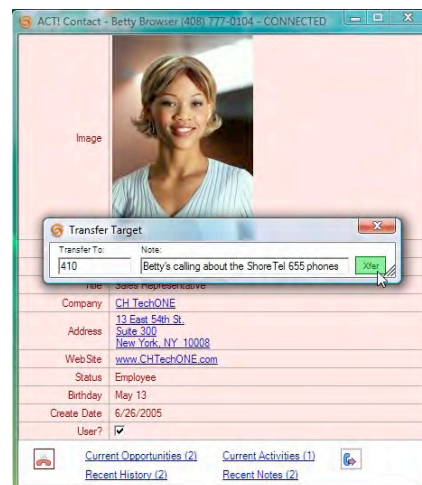 ACT! Contact - Betty Browser (408) 777-0104 - CONNECTED
Image
Transfer Target
Transfer To:
Note:
410
Betty's calling about the ShoreTel 655 phones
Xfer
Title Sales Representative
Company CH TechONE
Address 13 East 54th St.
Suite 300
New York, NY 10008
Web Site www.CHTechONE.com
Status Employee
Birthday May 13
Create Date 6/26/2005
User?
Current Opportunities (2) Current Activities (1)
Recent History (2) Recent Notes (2)